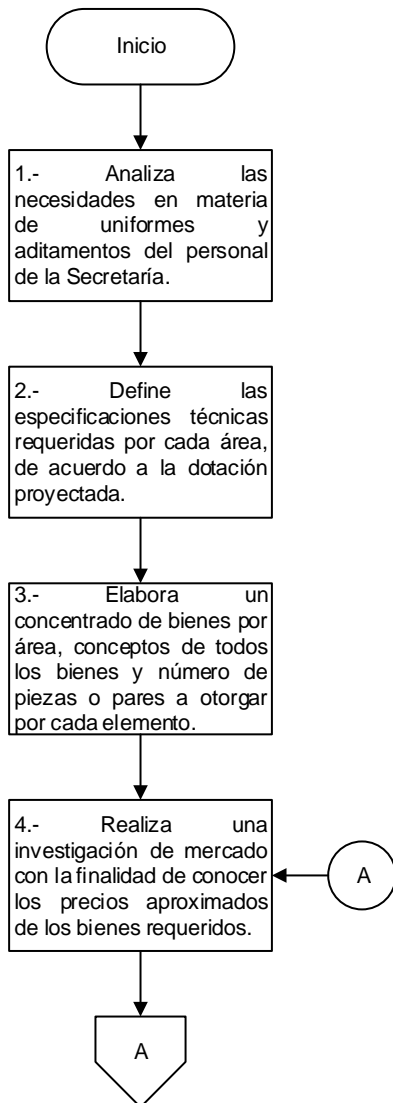 Inicio
1.- Analiza las
necesidades en materia
de uniformes y
aditamentos del personal
de la Secretaría.
2.- Define las
especificaciones técnicas
requeridas por cada área,
de acuerdo a la dotación
proyectada.
3.- Elabora un
concentrado de bienes por
área, conceptos de todos
los bienes y número de
piezas o pares a otorgar
por cada elemento.
4.- Realiza una
investigación de mercado
con la finalidad de conocer
los precios aproximados
de los bienes requeridos.
A
A